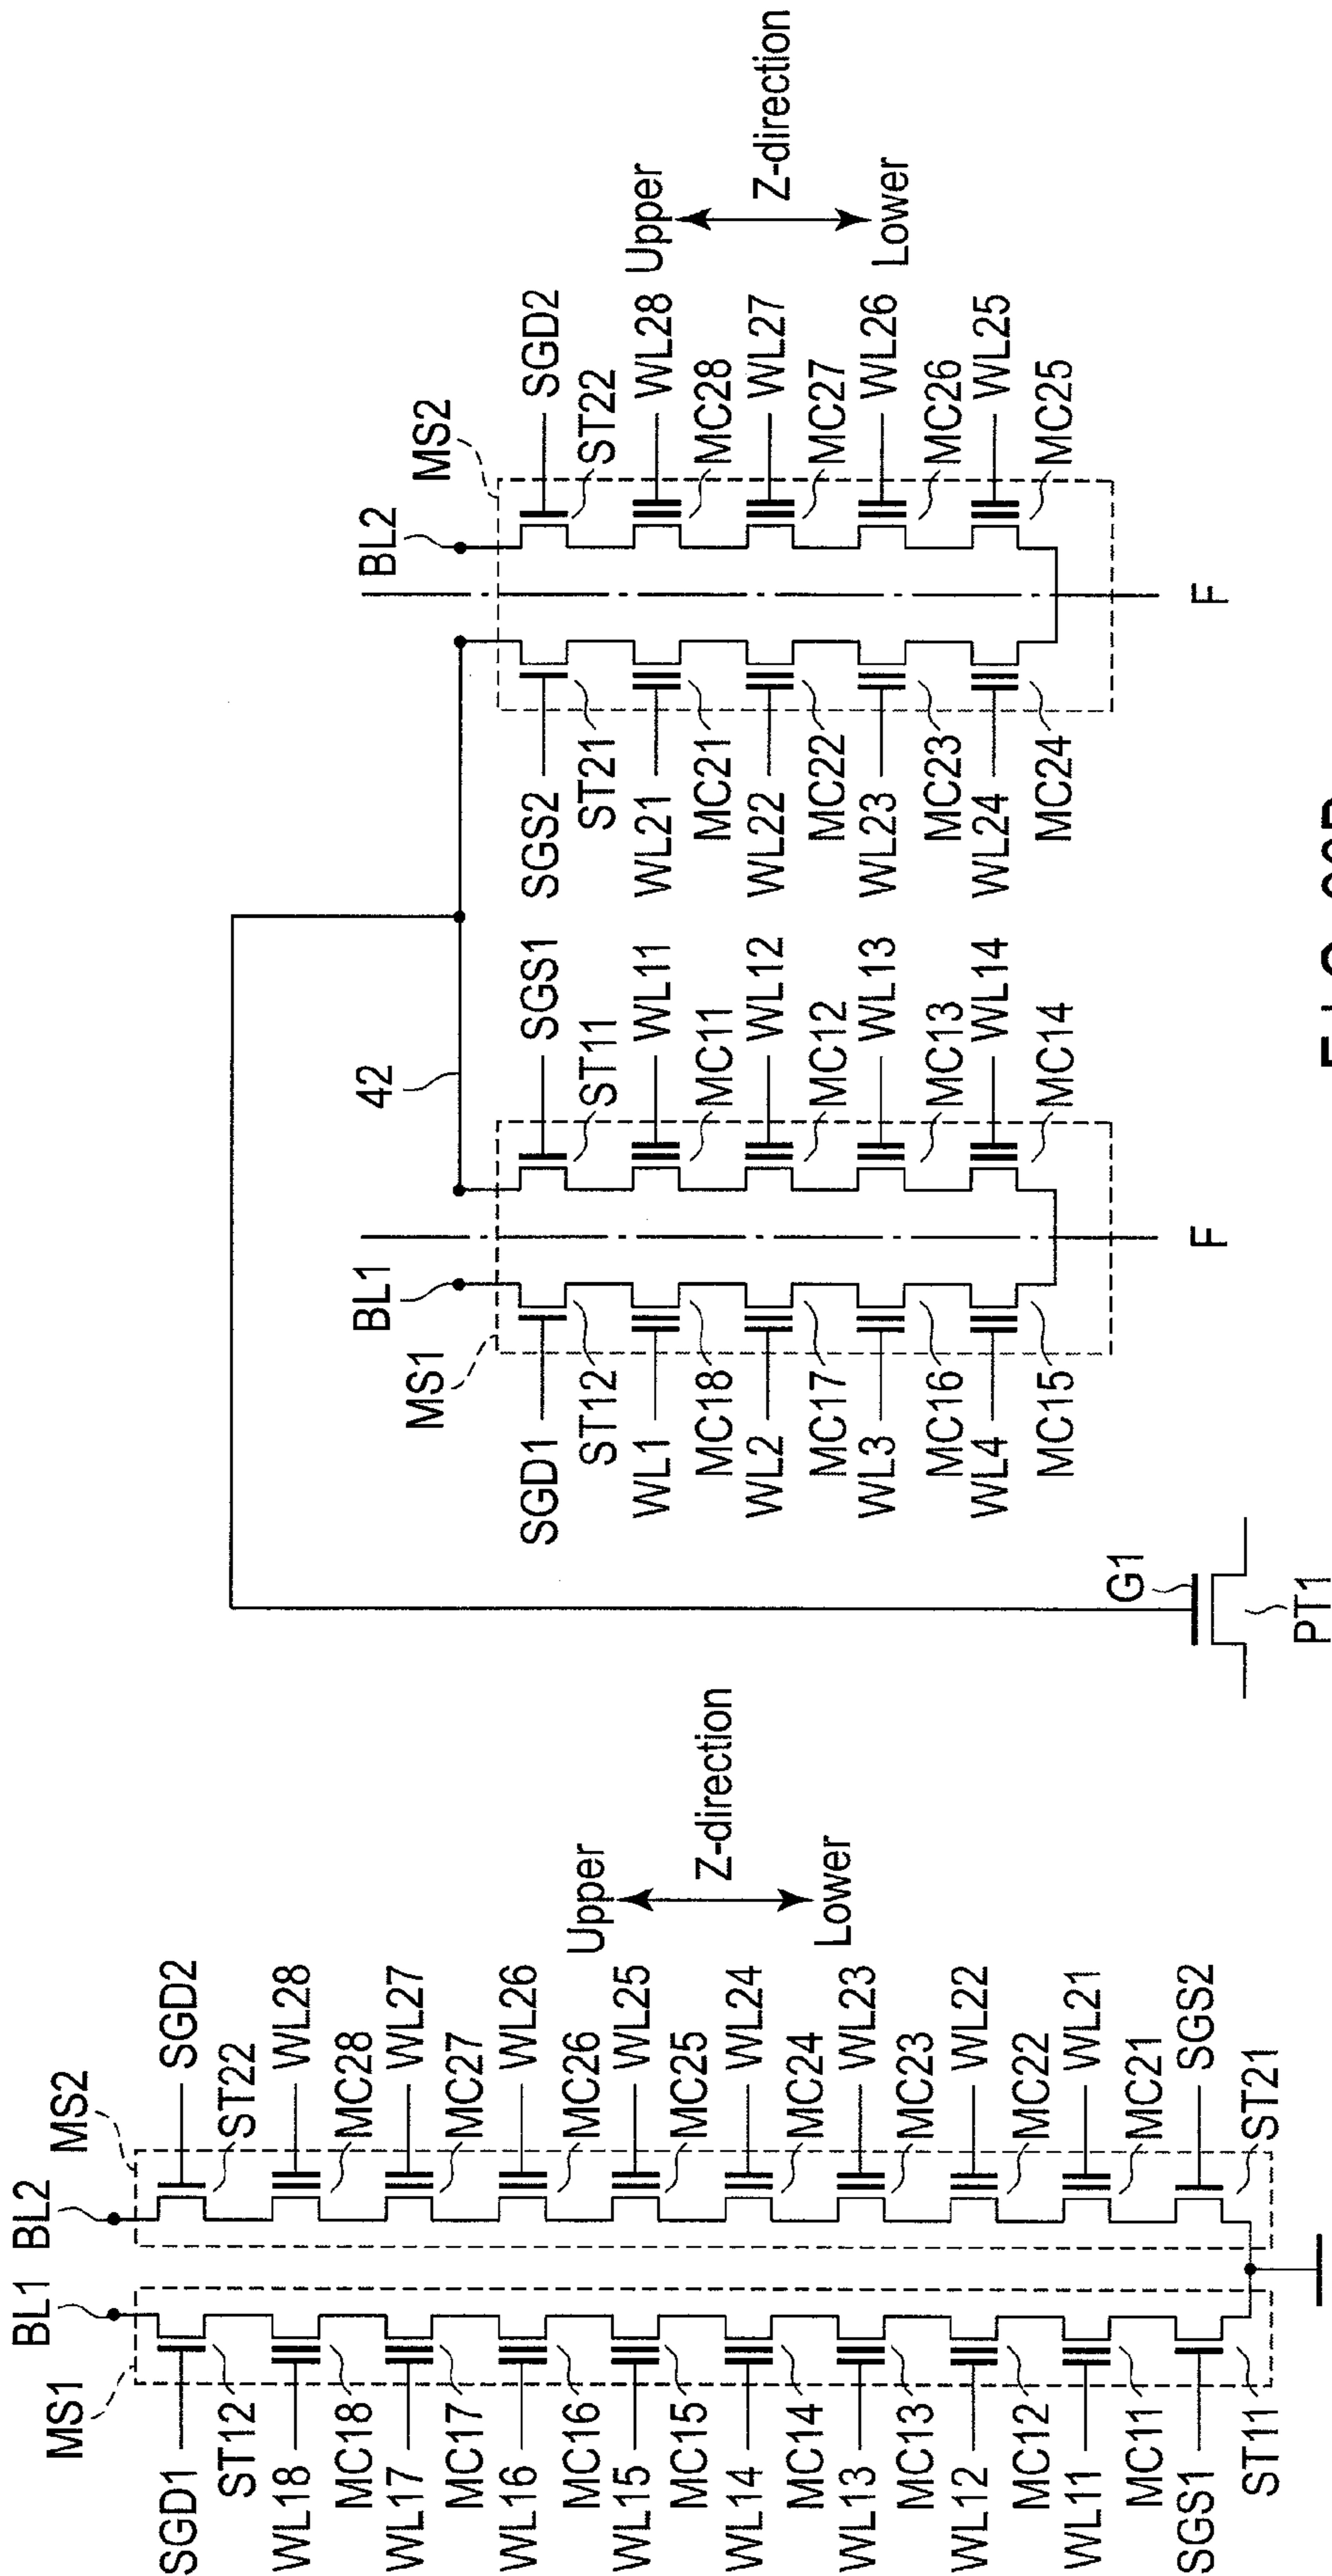 BL1 BL2
MS1 MS2
SGD1 SGD2
ST12 ST22
WL18 WL28
MC18 MC28
WL17 WL27
MC17 MC27
WL16 WL26
MC16 MC26
WL15 WL25
MC15 MC25
WL14 WL24
MC14 MC24
WL13 WL23
MC13 MC23
WL12 WL22
MC12 MC22
WL11 WL21
MC11 MC21
SGS1 SGS2
ST11 ST21
Upper
Z-direction
Lower
42
BL1 BL2
MS1 MS2
SGD1 SGS1 SGS2 SGD2
ST12 ST11 ST21 ST22
WL1 WL11 WL21 WL28
MC18 MC11 MC21 MC28
WL2 WL12 WL22 WL27
MC17 MC12 MC22 MC27
WL3 WL13 WL23 WL26
MC16 MC13 MC23 MC26
WL4 WL14 WL24 WL25
MC15 MC14 MC24 MC25
F F
G1
PT1
Upper
Z-direction
Lower